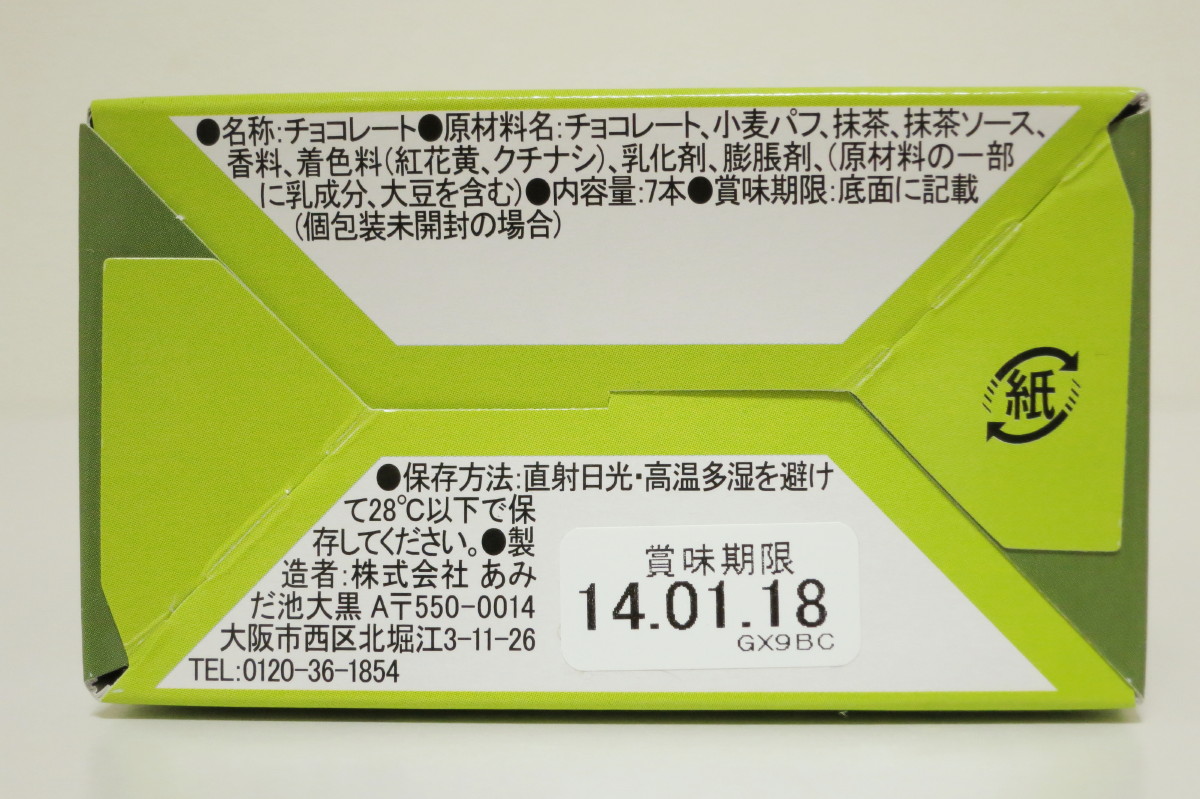 ●名称:チョコレート●原材料名:チョコレート、小麦パフ、抹茶、抹茶ソース、
香料、着色料(紅花黄、クチナシ)、乳化剤、膨脹剤、(原材料の一部
に乳成分、大豆を含む)●内容量:7本●賞味期限:底面に記載
(個包装未開封の場合)
紙
●保存方法:直射日光・高温多湿を避け
て28℃以下で保
存してください。●製
造者:株式会社 あみ
だ池大黒 A〒550-0014
大阪市西区北堀江3-11-26
TEL:0120-36-1854
賞味期限
14.01.18
GX9BC